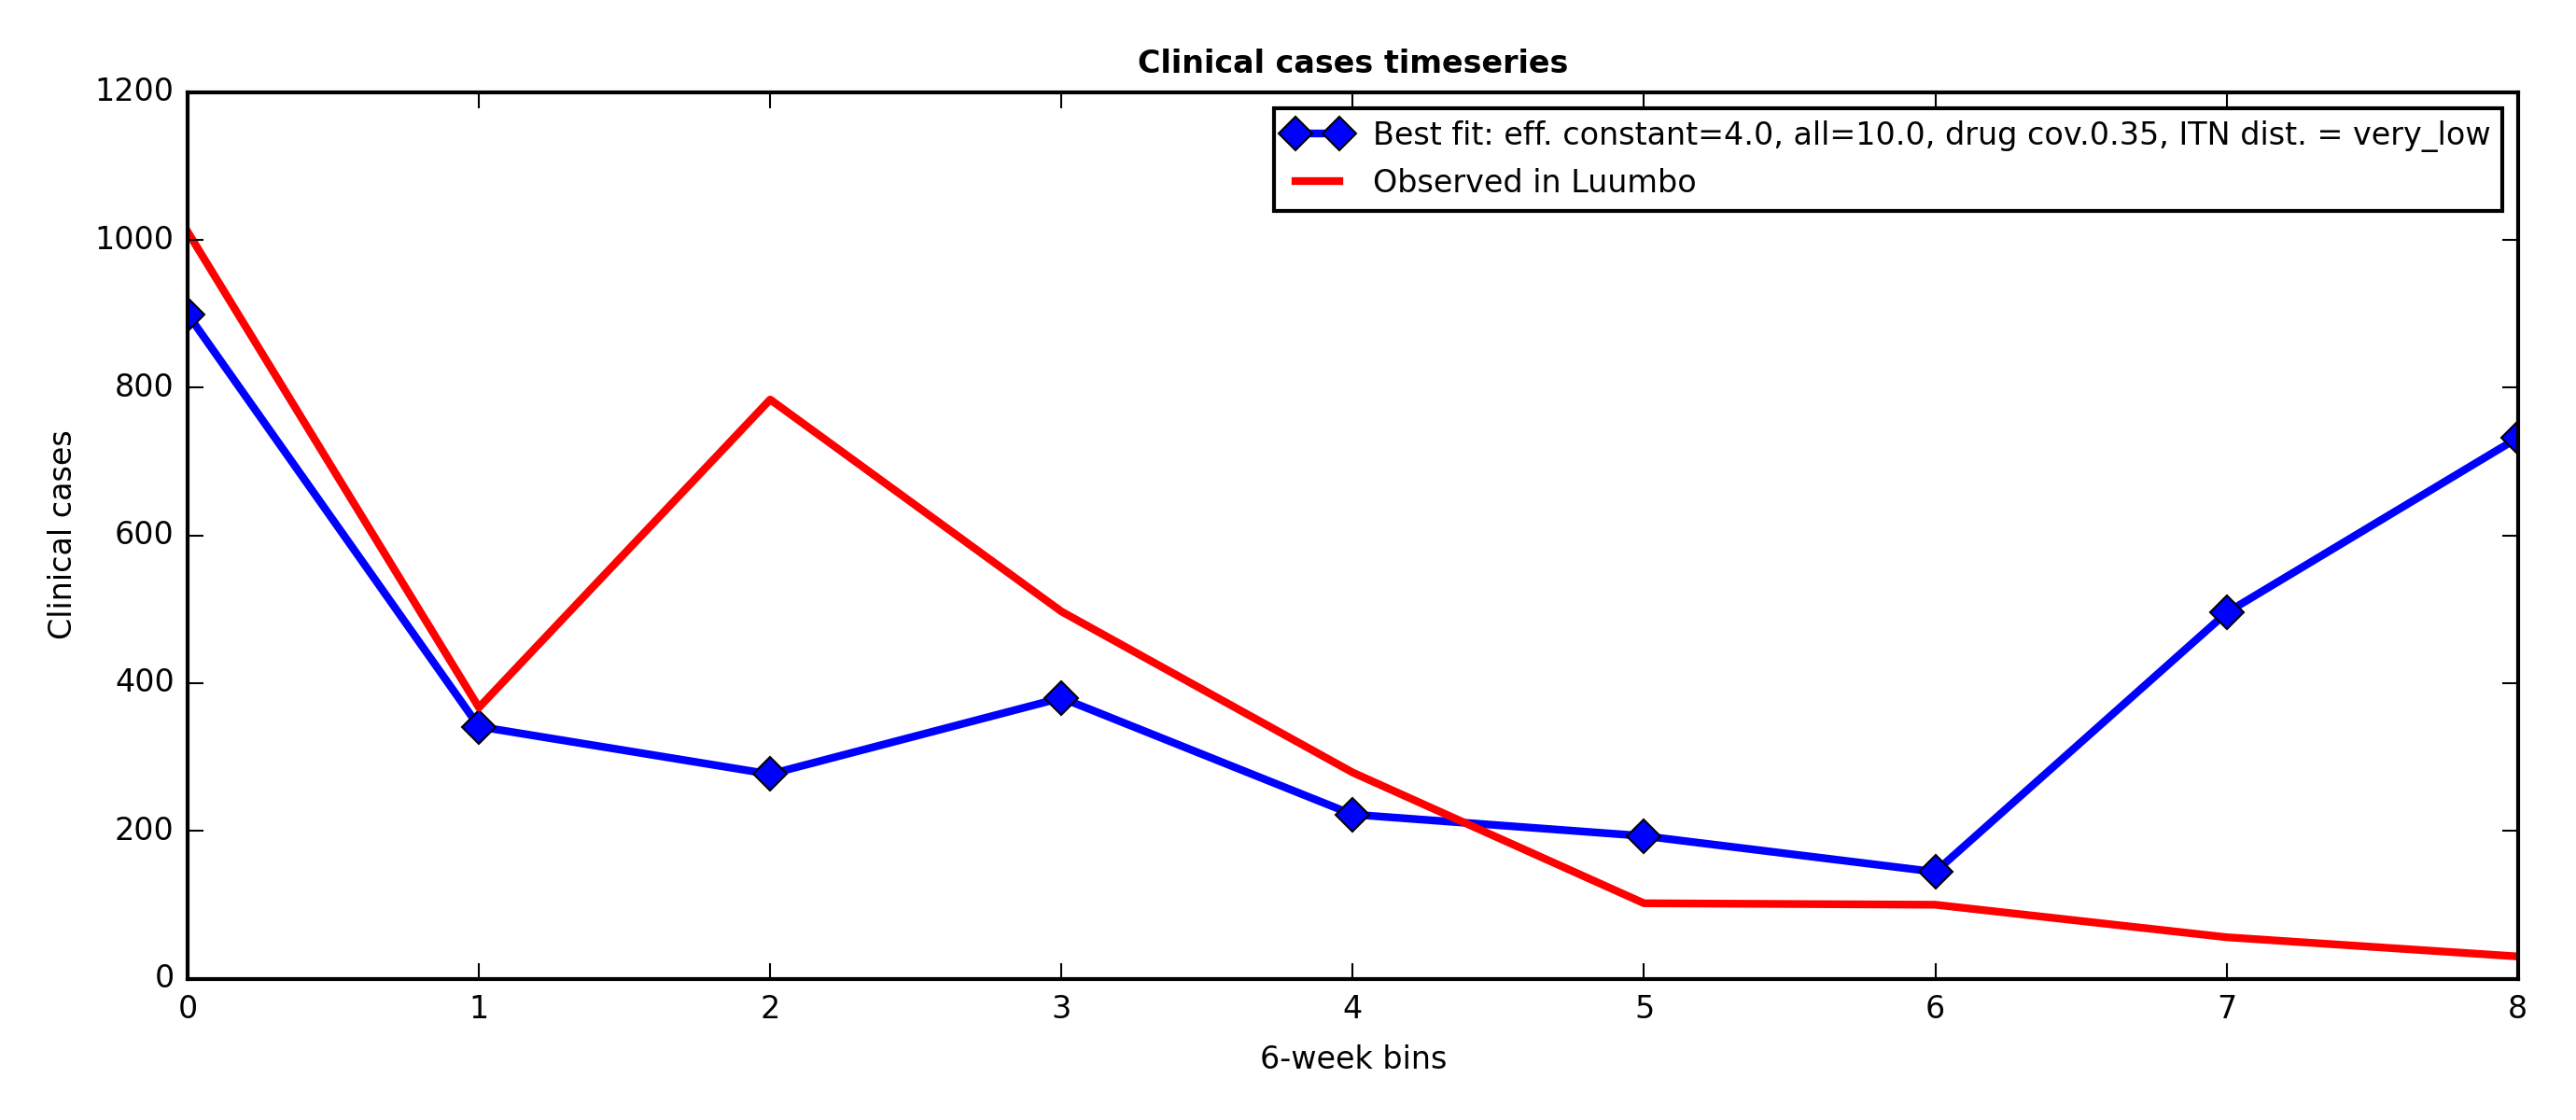 Clinical cases timeseries
1200
1000
800
600
400
200
0
Clinical cases
Best fit: eff. constant=4.0, all=10.0, drug cov.0.35, ITN dist. = very_low
Observed in Luumbo
0 1 2 3 4 5 6 7 8
6-week bins